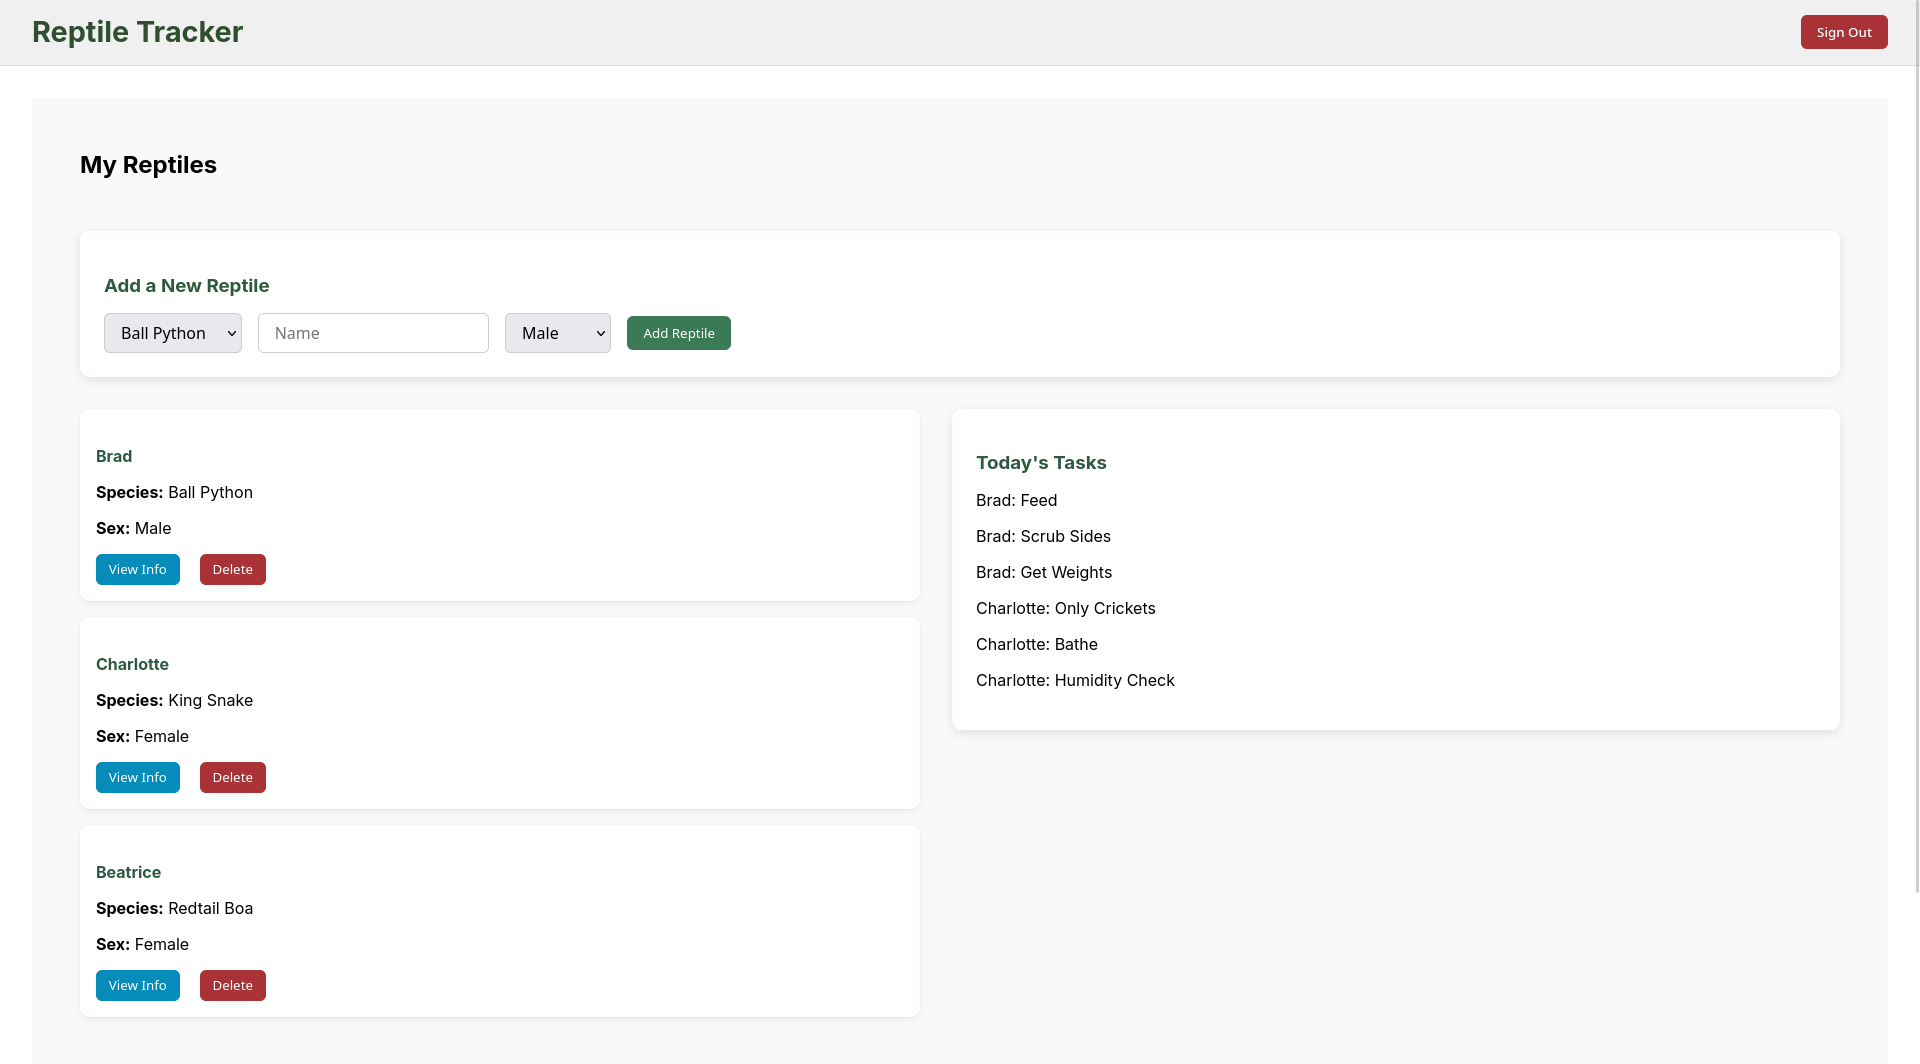 Reptile Tracker
Sign Out
My Reptiles
Add a New Reptile
Ball Python Name Male Add Reptile
Brad
Species: Ball Python
Sex: Male
View Info Delete
Charlotte
Species: King Snake
Sex: Female
View Info Delete
Beatrice
Species: Redtail Boa
Sex: Female
View Info Delete
Today's Tasks
Brad: Feed
Brad: Scrub Sides
Brad: Get Weights
Charlotte: Only Crickets
Charlotte: Bathe
Charlotte: Humidity Check